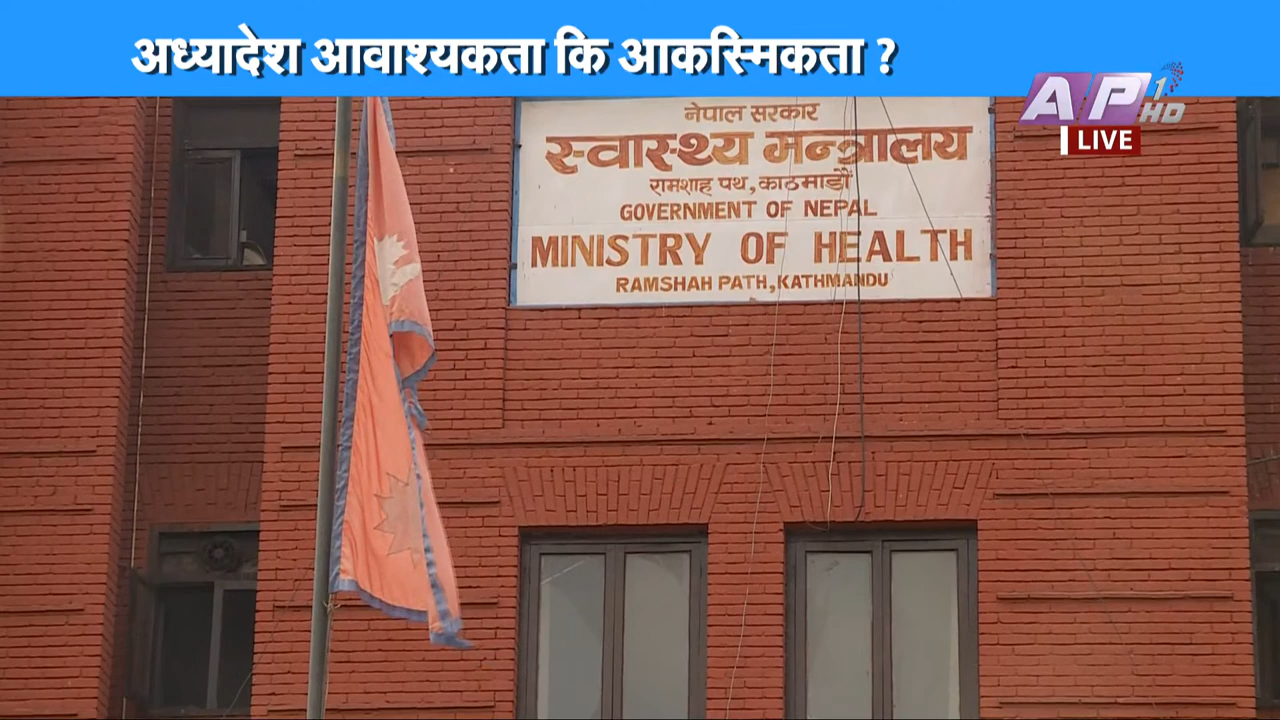 अध्यादेश आवाश्यकता कि आकस्मिकता ?
AP1 HD
LIVE
नेपाल सरकार
स्वास्थ्य मन्त्रालय
रामशाह पथ, काठमाडौं
GOVERNMENT OF NEPAL
MINISTRY OF HEALTH
RAMSHAH PATH, KATHMANDU